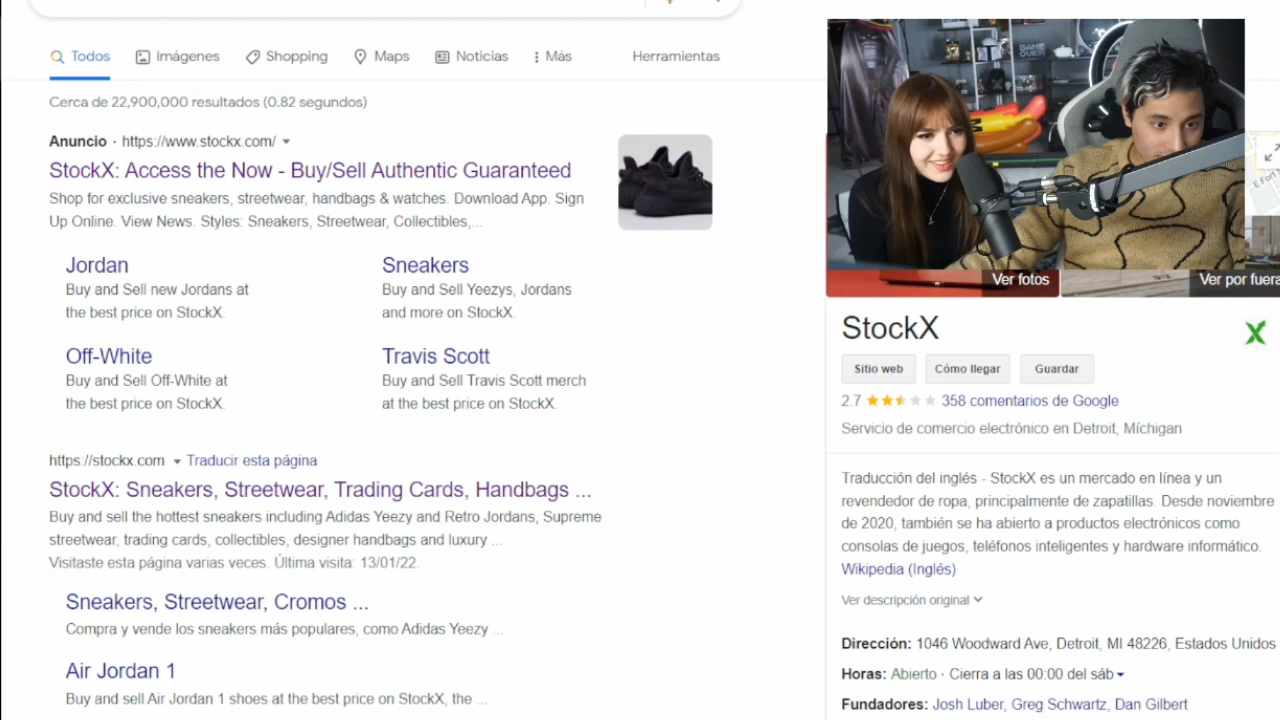 Todos Imágenes Shopping Maps Noticias Más Herramientas
Cerca de 22,900,000 resultados (0.82 segundos)
Anuncio · https://www.stockx.com/
StockX: Access the Now - Buy/Sell Authentic Guaranteed
Shop for exclusive sneakers, streetwear, handbags & watches. Download App. Sign
Up Online. View News. Styles: Sneakers, Streetwear, Collectibles,...
Jordan
Buy and Sell new Jordans at
the best price on StockX.
Sneakers
Buy and Sell Yeezys, Jordans
and more on StockX.
Off-White
Buy and Sell Off-White at
the best price on StockX.
Travis Scott
Buy and Sell Travis Scott merch
at the best price on StockX.
https://stockx.com Traducir esta página
StockX: Sneakers, Streetwear, Trading Cards, Handbags ...
Buy and sell the hottest sneakers including Adidas Yeezy and Retro Jordans, Supreme
streetwear, trading cards, collectibles, designer handbags and luxury ...
Visitaste esta página varias veces. Última visita: 13/01/22.
Sneakers, Streetwear, Cromos ...
Compra y vende los sneakers más populares, como Adidas Yeezy ...
Air Jordan 1
Buy and sell Air Jordan 1 shoes at the best price on StockX, the ...
GAME OVER
E Fort
Ver fotos
Ver por fuera
StockX
Sitio web Cómo llegar Guardar
2.7 358 comentarios de Google
Servicio de comercio electrónico en Detroit, Míchigan
Traducción del inglés - StockX es un mercado en línea y un
revendedor de ropa, principalmente de zapatillas. Desde noviembre
de 2020, también se ha abierto a productos electrónicos como
consolas de juegos, teléfonos inteligentes y hardware informático.
Wikipedia (Inglés)
Ver descripción original
Dirección: 1046 Woodward Ave, Detroit, MI 48226, Estados Unidos
Horas: Abierto · Cierra a las 00:00 del sáb
Fundadores: Josh Luber, Greg Schwartz, Dan Gilbert